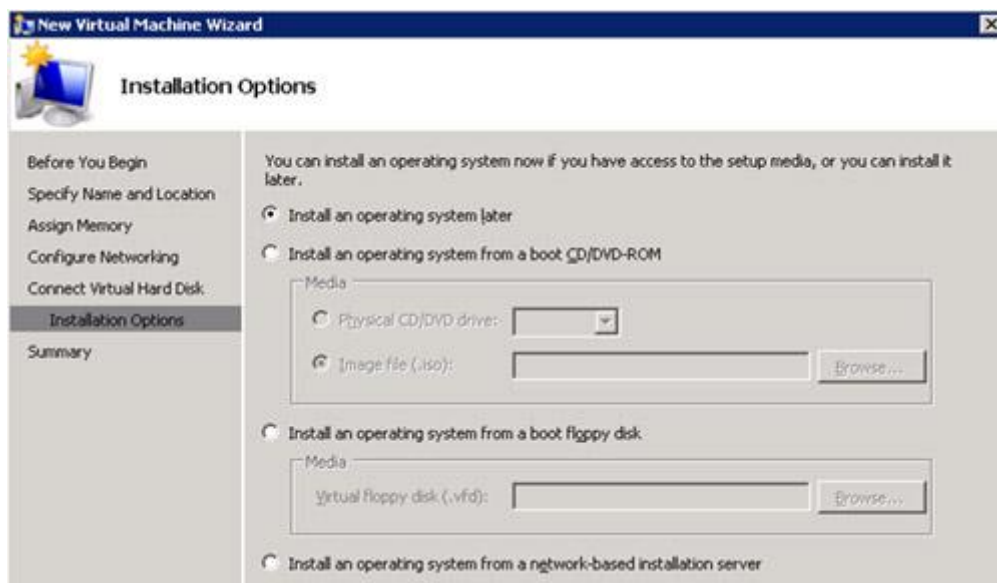 New Virtual Machine Wizard
Installation Options
Before You Begin
Specify Name and Location
Assign Memory
Configure Networking
Connect Virtual Hard Disk
Installation Options
Summary
You can install an operating system now if you have access to the setup media, or you can install it
later.
Install an operating system later
Install an operating system from a boot CD/DVD-ROM
Media
Physical CD/DVD drive:
Image file (.iso):
Browse...
Install an operating system from a boot floppy disk
Media
Virtual floppy disk (.vfd):
Browse...
Install an operating system from a network-based installation server